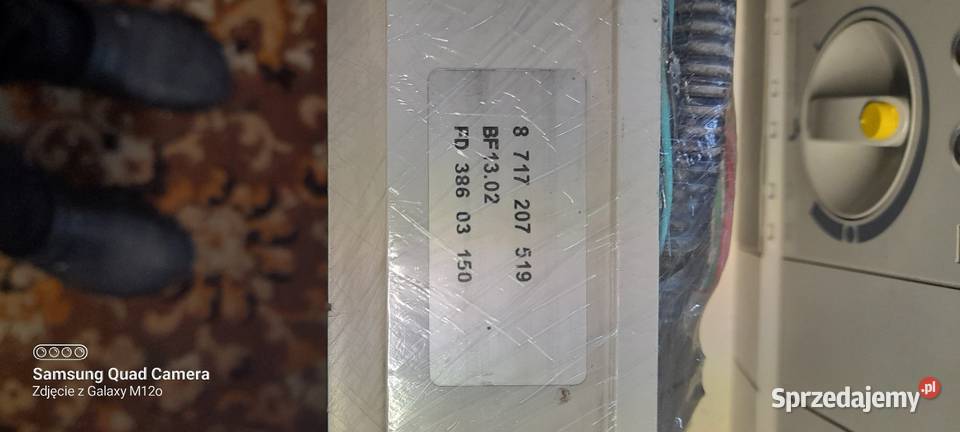 8 717 207 519
BF13.02
FD 386 03 150
Samsung Quad Camera
Zdjęcie z Galaxy M12o
Sprzedajemy.pl